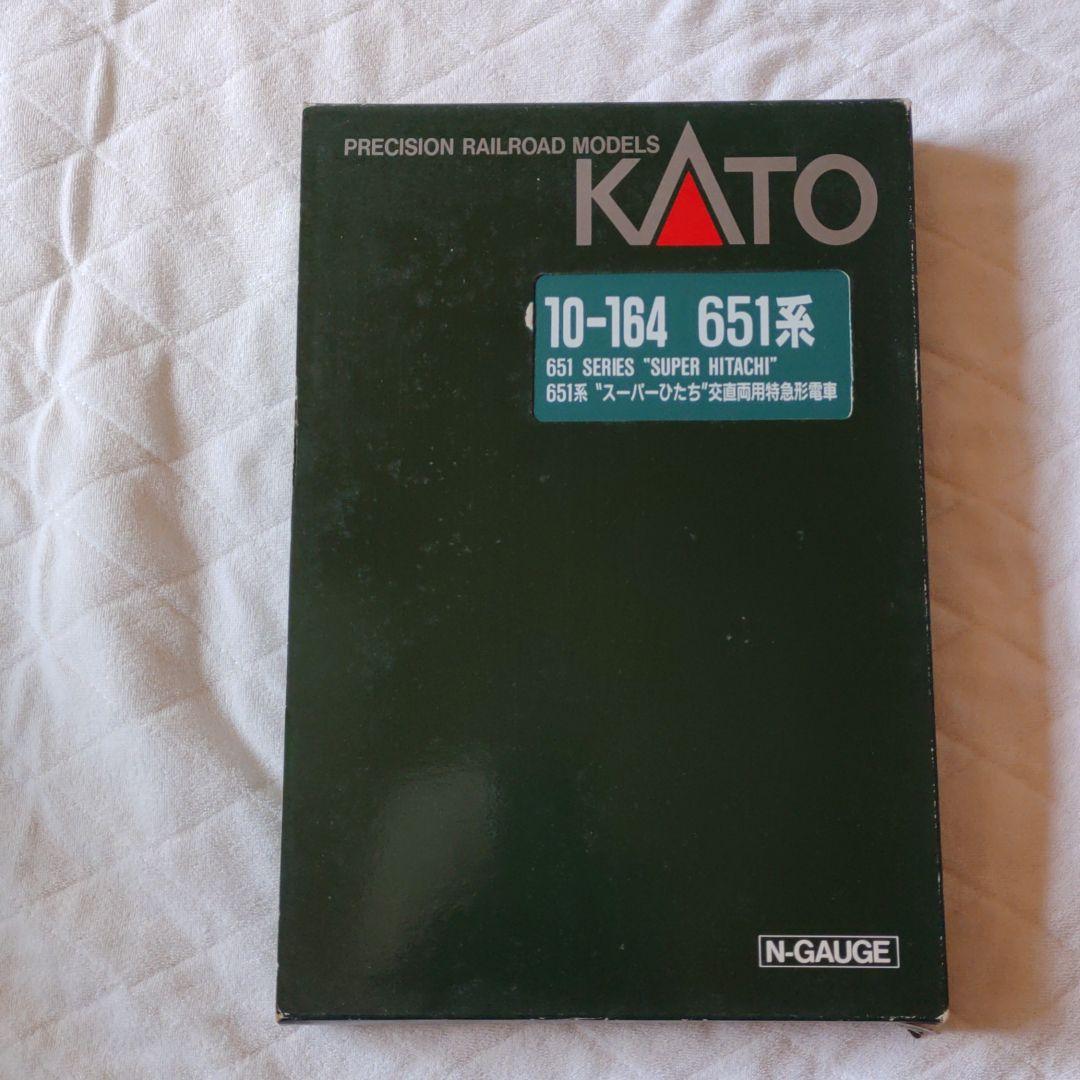 PRECISION RAILROAD MODELS
KATO
10-164 651系
651 SERIES "SUPER HITACHI"
651系 "スーパーひたち"交直両用特急形電車
N-GAUGE